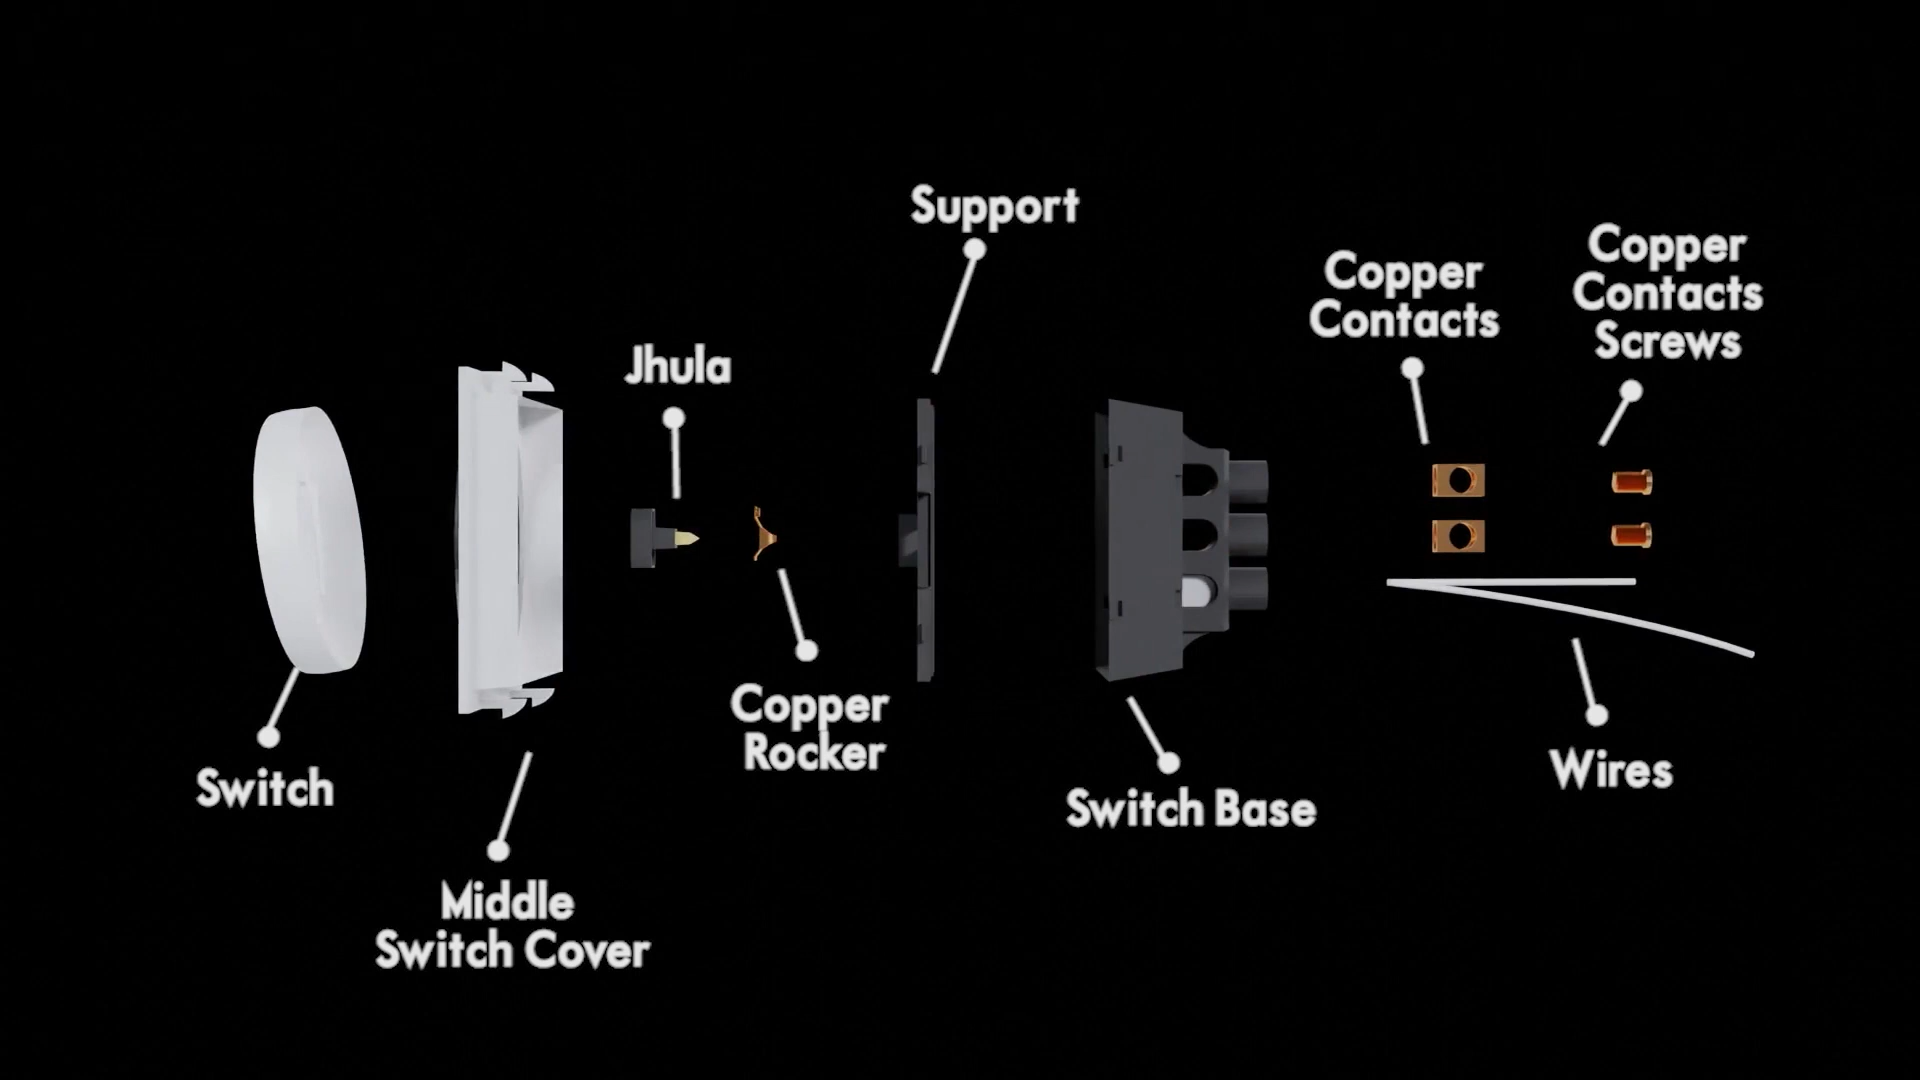 Support
Copper
Contacts
Copper
Contacts
Screws
Jhula
Copper
Rocker
Switch
Middle
Switch Cover
Switch Base
Wires